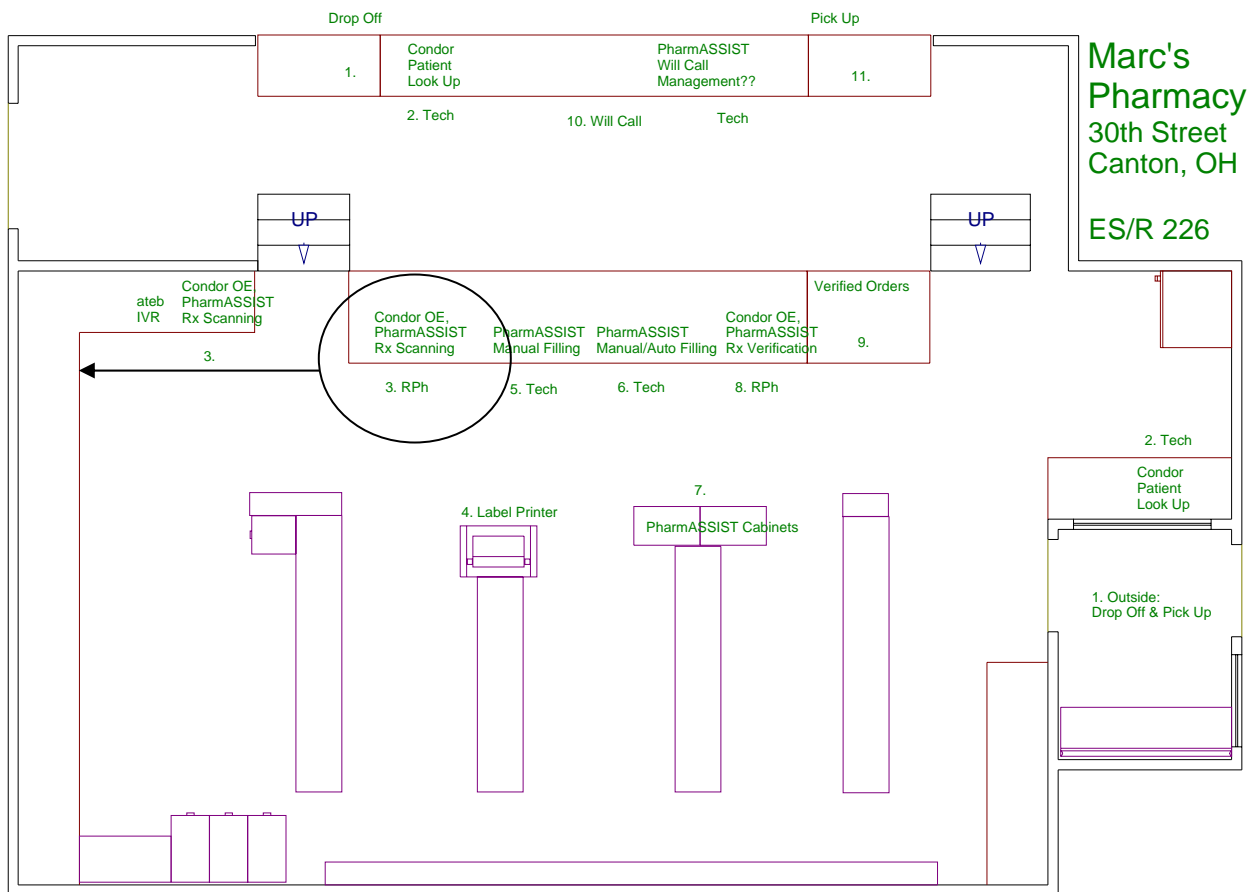 Drop Off
Pick Up
1.
Condor
Patient
Look Up
PharmASSIST
Will Call
Management??
11.
Marc's
Pharmacy
30th Street
Canton, OH
ES/R 226
2. Tech
10. Will Call
Tech
UP
UP
ateb
IVR
Condor OE,
PharmASSIST
Rx Scanning
3.
Condor OE,
PharmASSIST
Rx Scanning
PharmASSIST
Manual Filling
PharmASSIST
Manual/Auto Filling
Condor OE,
PharmASSIST
Rx Verification
Verified Orders
9.
3. RPh
5. Tech
6. Tech
8. RPh
2. Tech
Condor
Patient
Look Up
4. Label Printer
7.
PharmASSIST Cabinets
1. Outside:
Drop Off & Pick Up